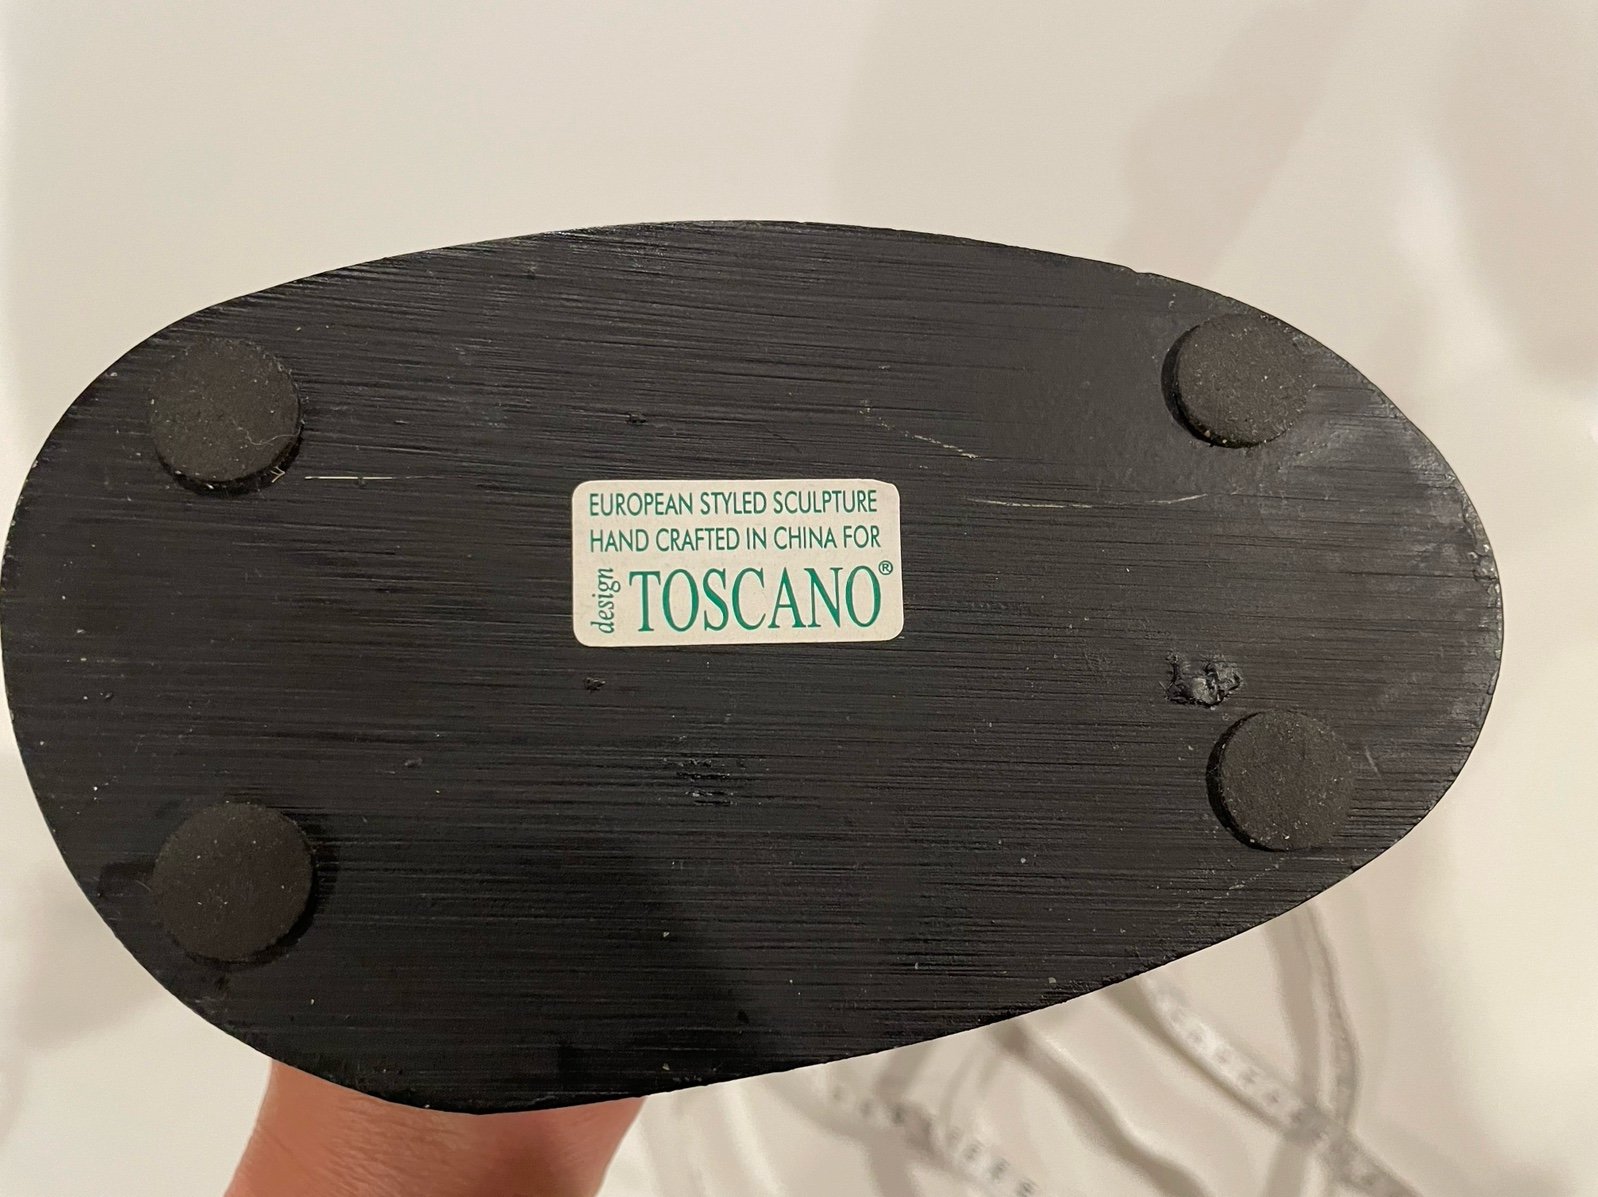 EUROPEAN STYLED SCULPTURE
HAND CRAFTED IN CHINA FOR
design TOSCANO®